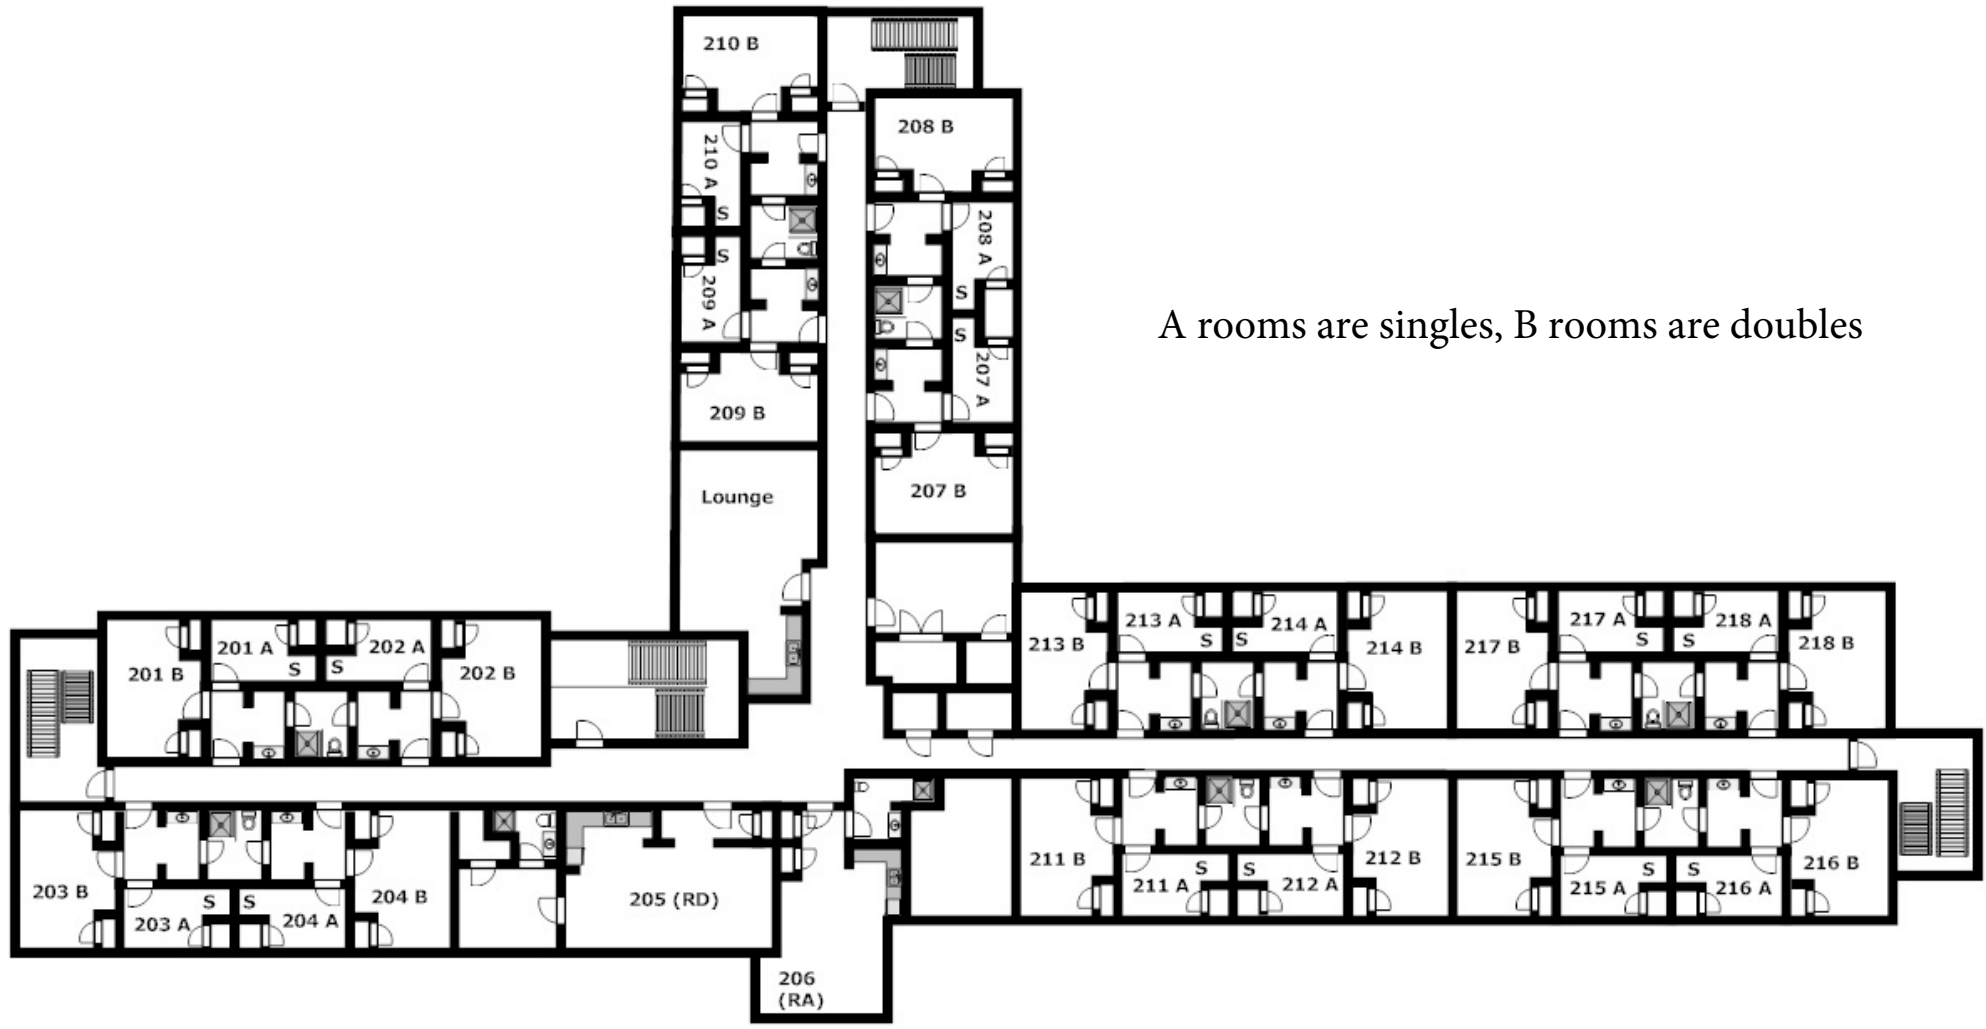 210 B
208 B
210 A
S
S
209 A
208 A
S
S
207 A
A rooms are singles, B rooms are doubles
209 B
207 B
Lounge
201 B
201 A
S
S
202 A
202 B
213 B
213 A
S
S
214 A
214 B
217 B
217 A
S
S
218 A
218 B
203 B
203 A
S
S
204 A
204 B
205 (RD)
206
(RA)
211 B
211 A
S
S
212 A
212 B
215 B
215 A
S
S
216 A
216 B